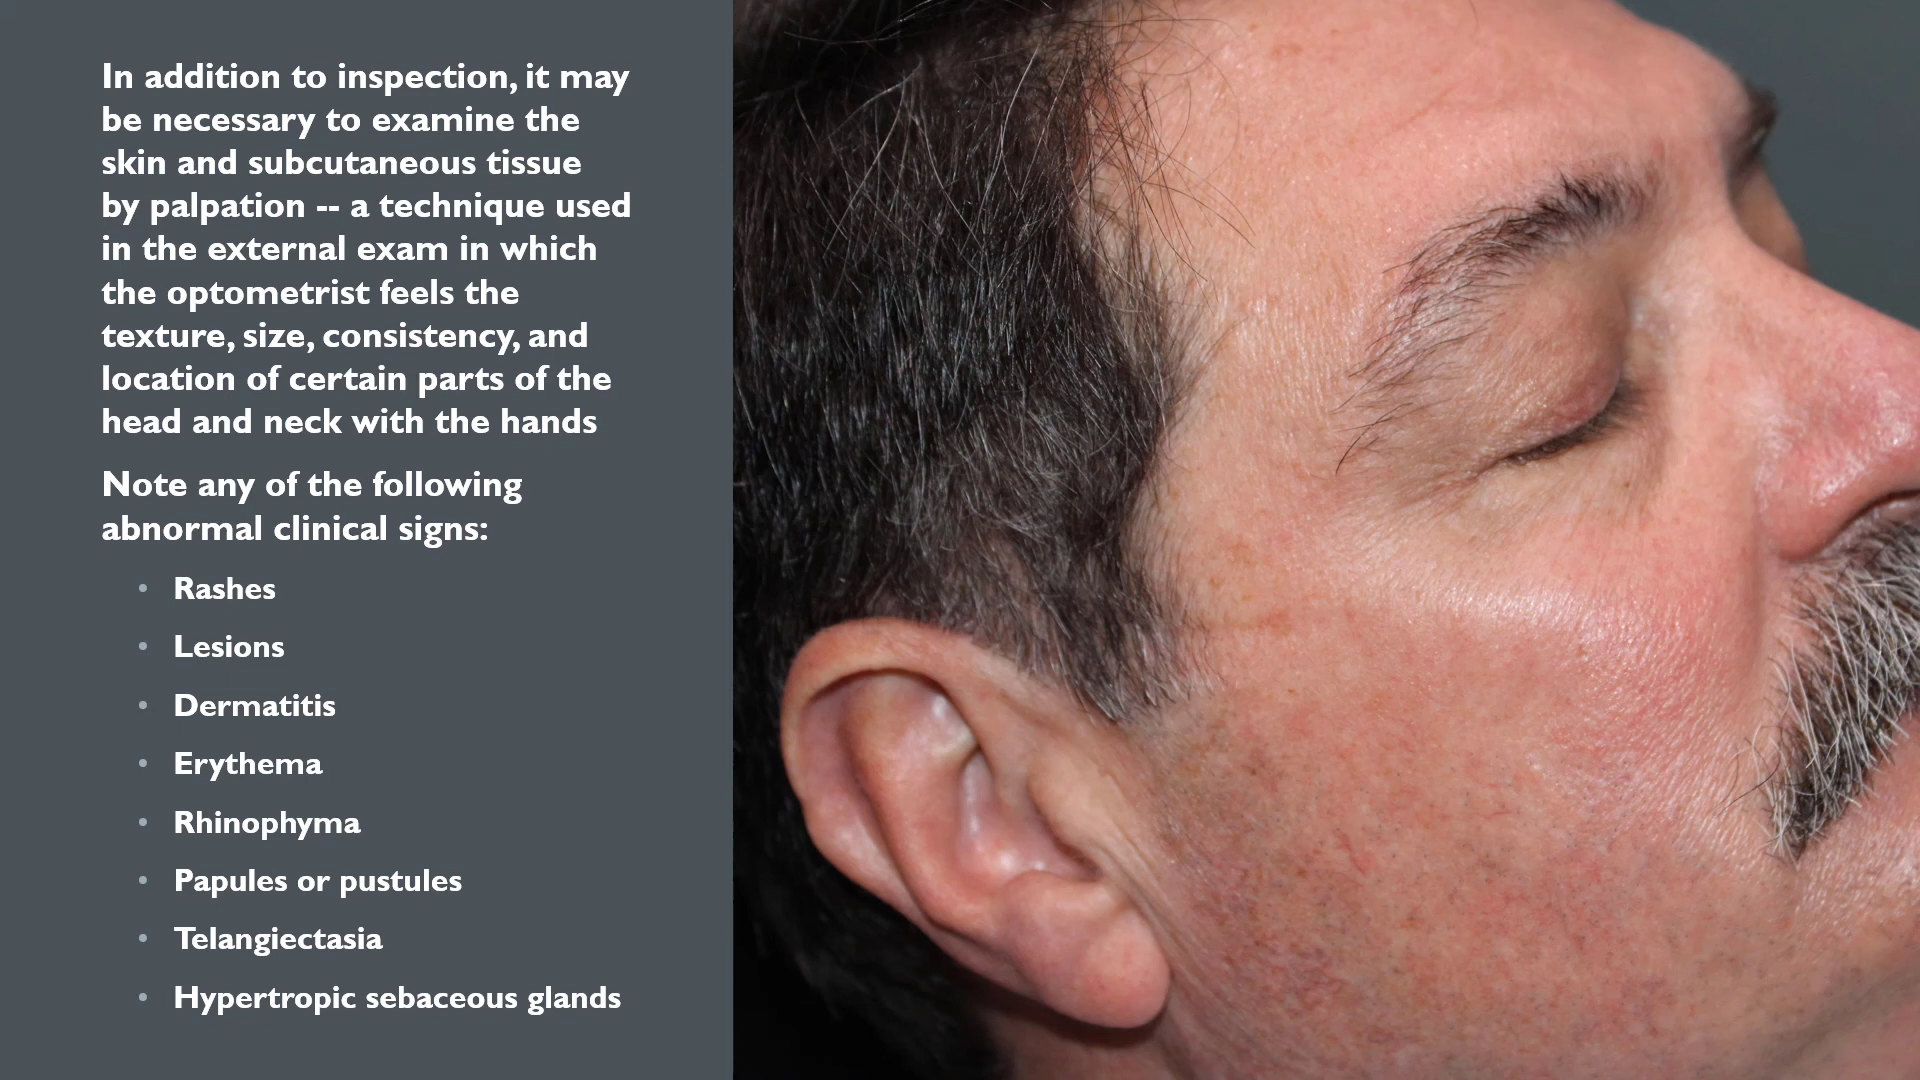 In addition to inspection, it may
be necessary to examine the
skin and subcutaneous tissue
by palpation -- a technique used
in the external exam in which
the optometrist feels the
texture, size, consistency, and
location of certain parts of the
head and neck with the hands
Note any of the following
abnormal clinical signs:
• Rashes
• Lesions
• Dermatitis
• Erythema
• Rhinophyma
• Papules or pustules
• Telangiectasia
• Hypertropic sebaceous glands